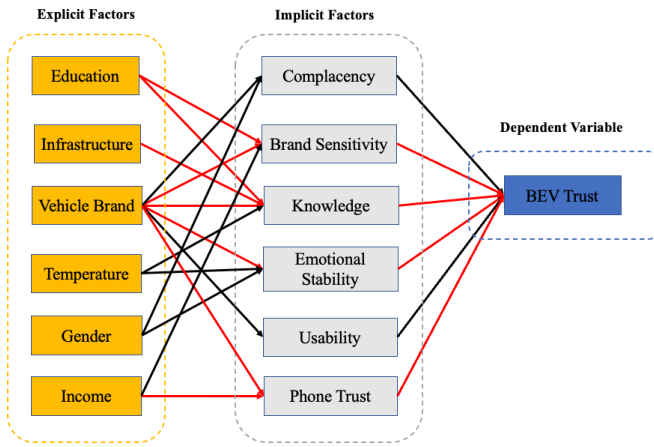 Explicit Factors
Implicit Factors
Dependent Variable
Education
Infrastructure
Vehicle Brand
Temperature
Gender
Income
Complacency
Brand Sensitivity
Knowledge
Emotional
Stability
Usability
Phone Trust
BEV Trust